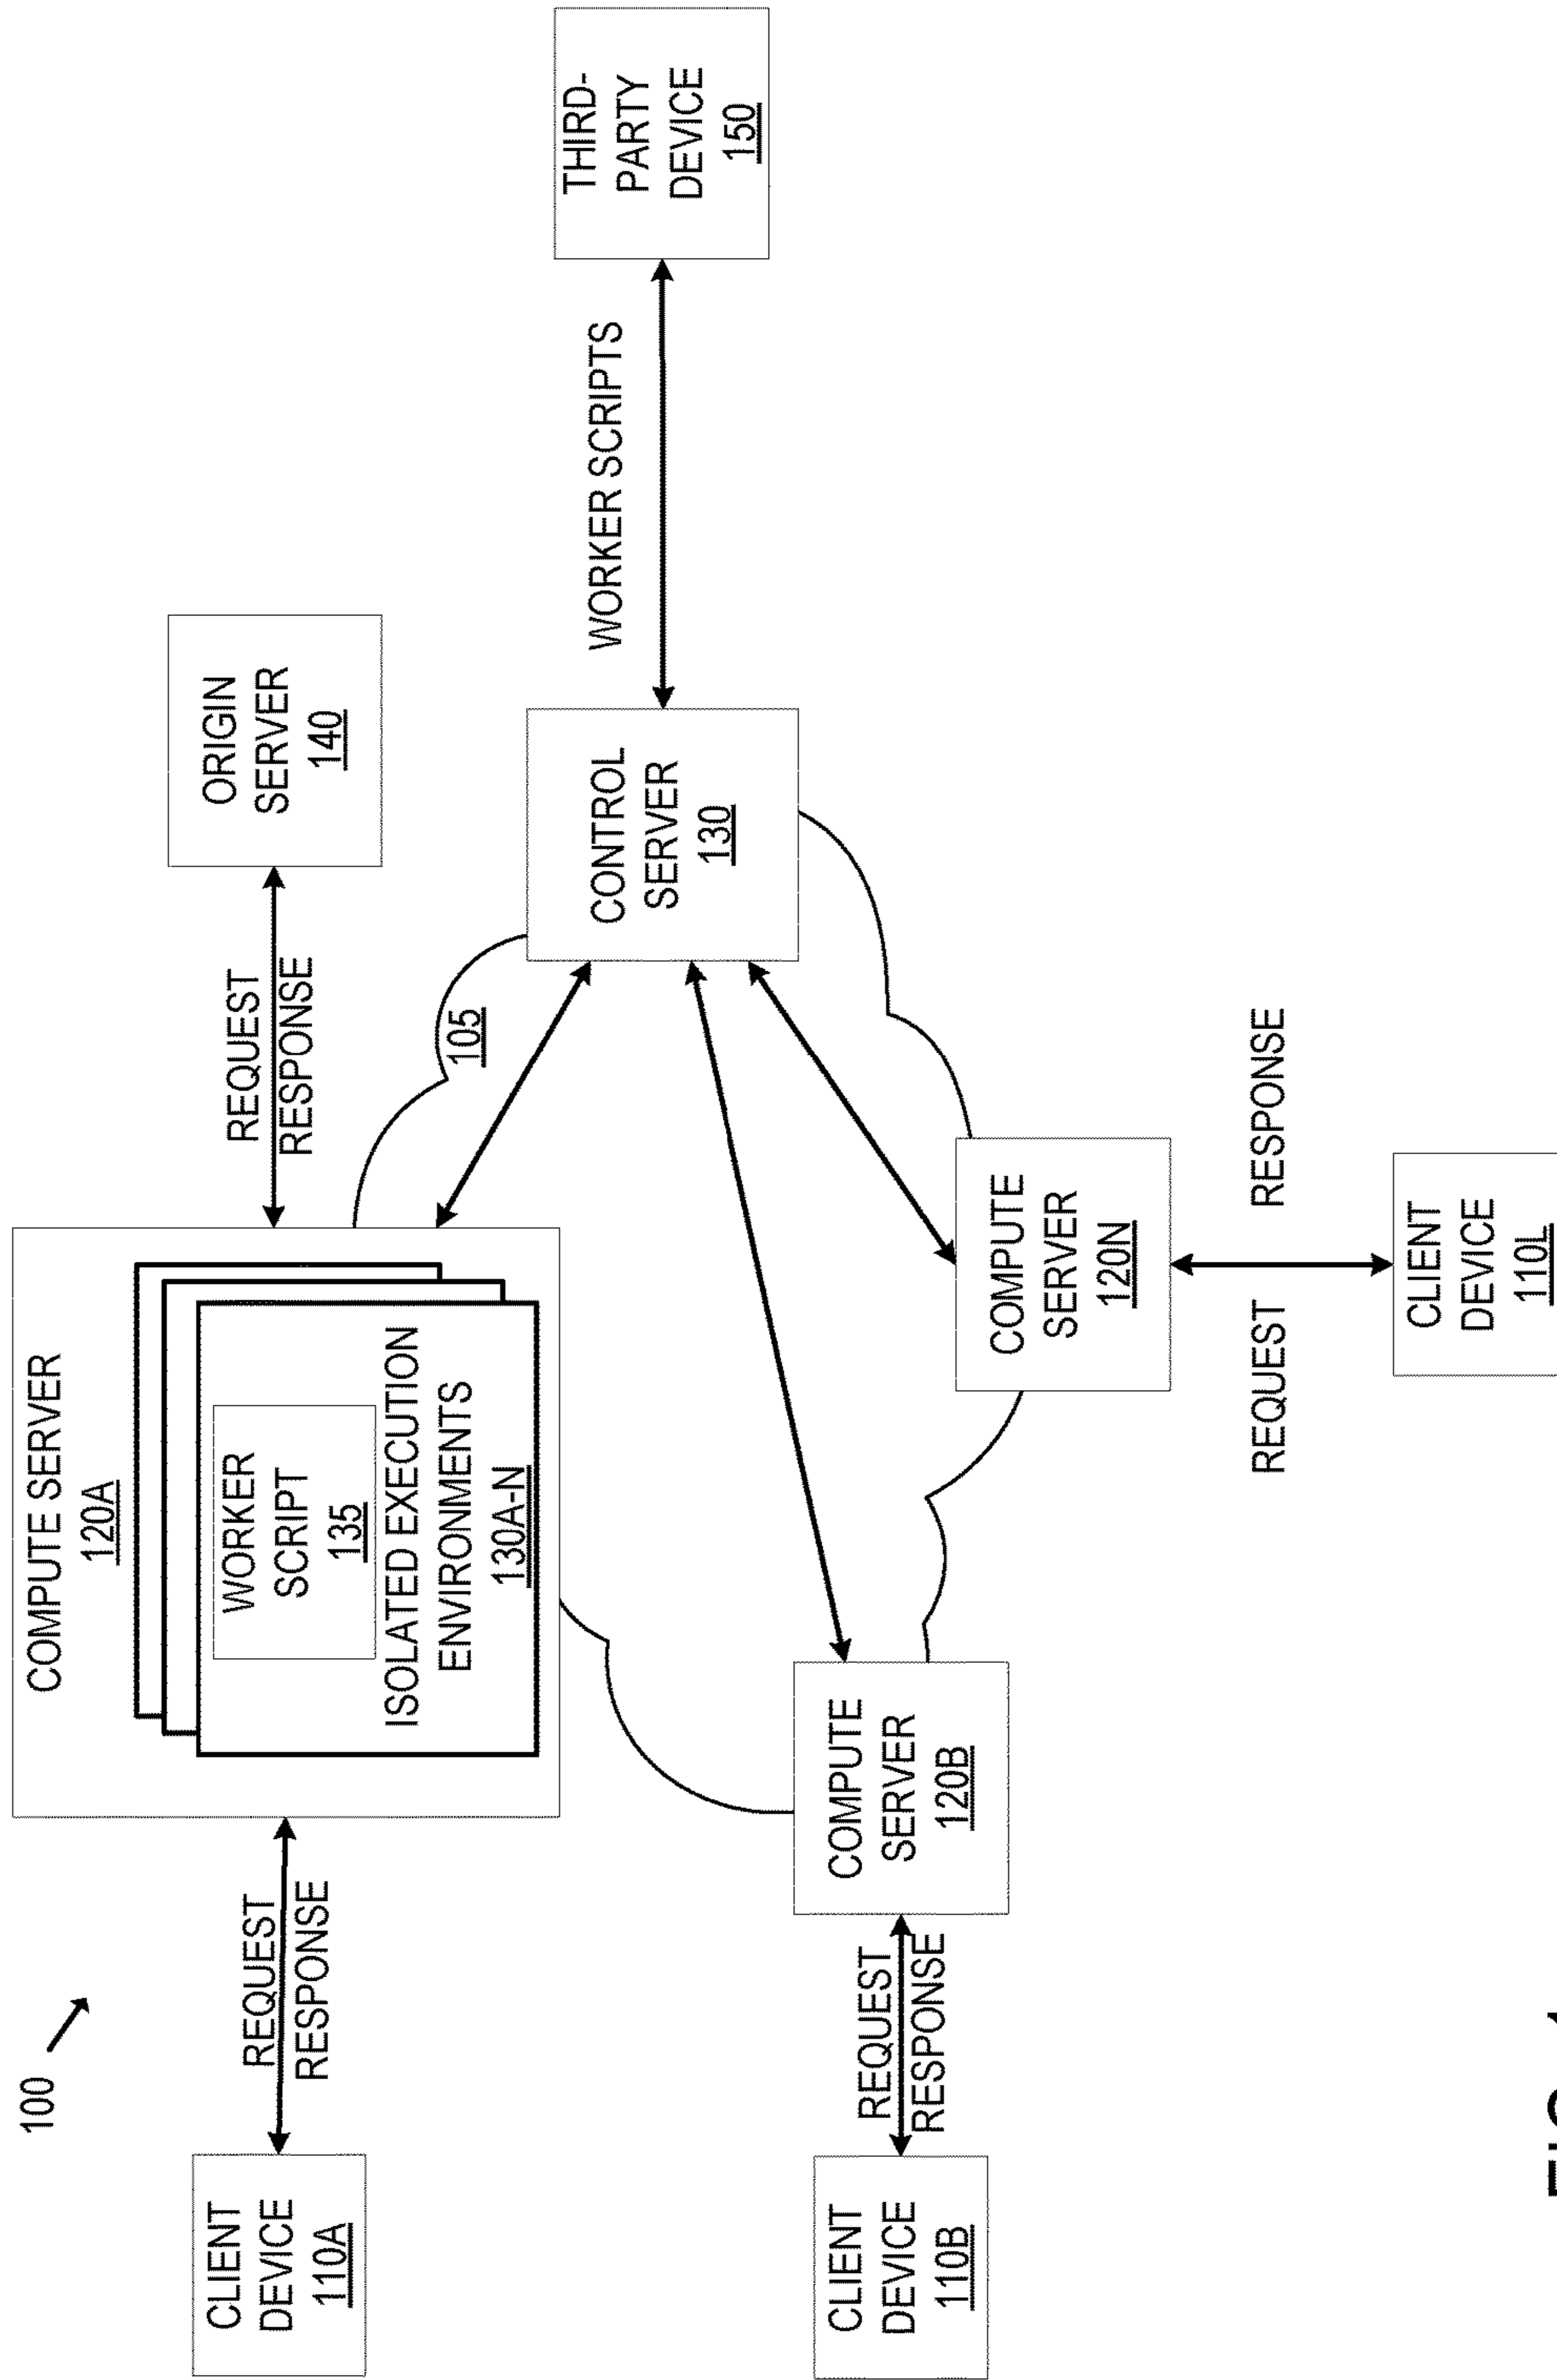 100
CLIENT
DEVICE
110A
REQUEST
RESPONSE
COMPUTE SERVER
120A
WORKER
SCRIPT
135
ISOLATED EXECUTION
ENVIRONMENTS
130A-N
REQUEST
RESPONSE
ORIGIN
SERVER
140
105
CONTROL
SERVER
130
WORKER SCRIPTS
THIRD-
PARTY
DEVICE
150
CLIENT
DEVICE
110B
REQUEST
RESPONSE
COMPUTE
SERVER
120B
COMPUTE
SERVER
120N
REQUEST
RESPONSE
CLIENT
DEVICE
110L